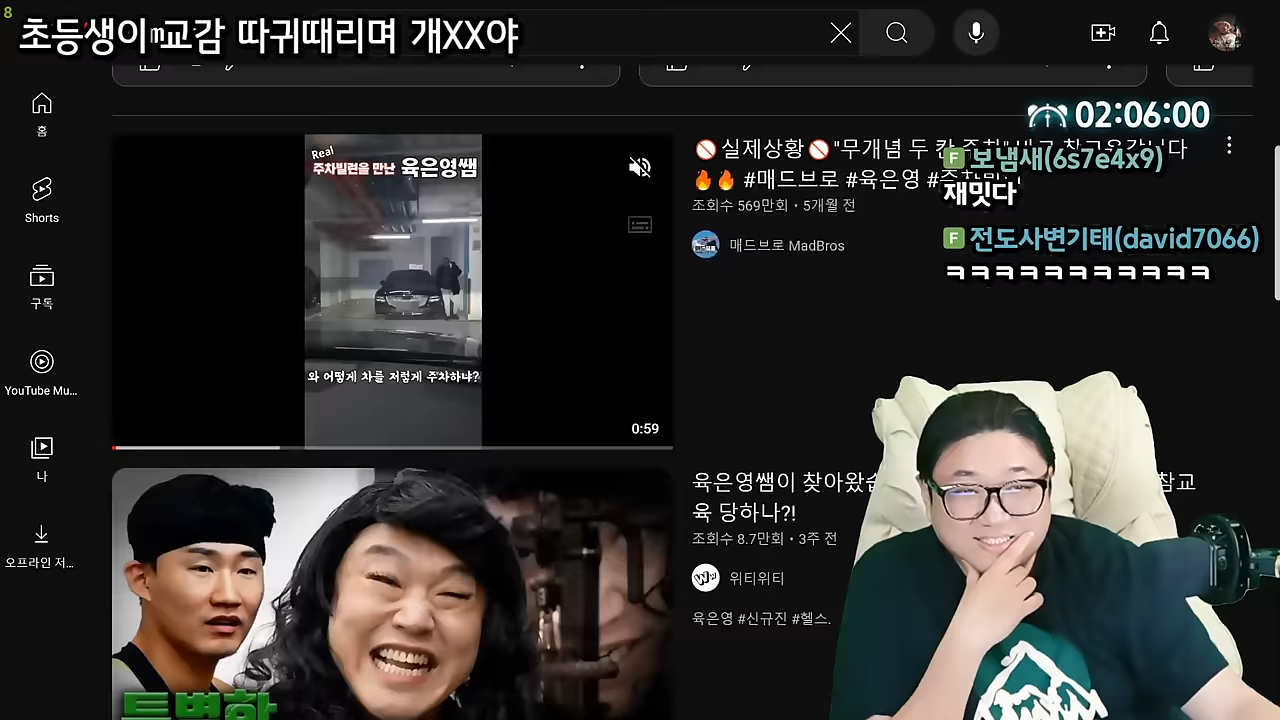 8
초등생이 교감 따귀때리며 개XX야
홈
Shorts
구독
YouTube Mu...
나
오프라인 저...
Real
주차빌런을 만난 육은영쌤
와 어떻게 차를 저렇게 주차하냐?
0:59
02:06:00
🚫실제상황🚫"무개념 두 칸
🔥🔥 #매드브로 #육은영
조회수 569만회 • 5개월 전
매드브로 MadBros
F 보냄새(6s7e4x9)
재밌다
F 전도사변기태(david7066)
ㅋㅋㅋㅋㅋㅋㅋㅋㅋㅋㅋ
육은영쌤이 찾아왔습 참교
육 당하나?!
조회수 8.7만회 • 3주 전
위티위티
육은영 #신규진 #헬스.
특별한